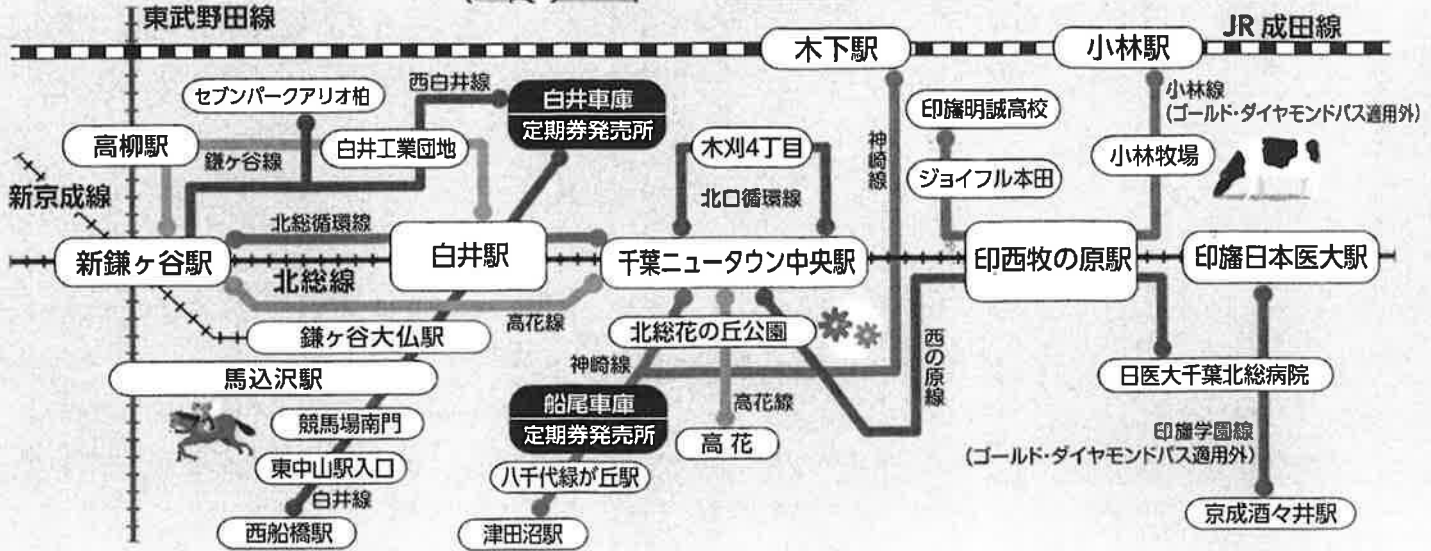 東武野田線
JR 成田線
木下駅
小林駅
セブンパークアリオ柏
西白井線
白井車庫
定期券発売所
印旛明誠高校
小林線
(ゴールド・ダイヤモンドパス適用外)
高柳駅
鎌ヶ谷線
白井工業団地
木刈4丁目
神崎線
ジョイフル本田
小林牧場
新京成線
北口循環線
北総循環線
新鎌ヶ谷駅
北総線
白井駅
千葉ニュータウン中央駅
印西牧の原駅
印旛日本医大駅
高花線
鎌ヶ谷大仏駅
北総花の丘公園
西の原線
馬込沢駅
神崎線
日医大千葉北総病院
船尾車庫
定期券発売所
高花線
競馬場南門
高花
印旛学園線
(ゴールド・ダイヤモンドパス適用外)
東中山駅入口
八千代緑が丘駅
白井線
西船橋駅
津田沼駅
京成酒々井駅